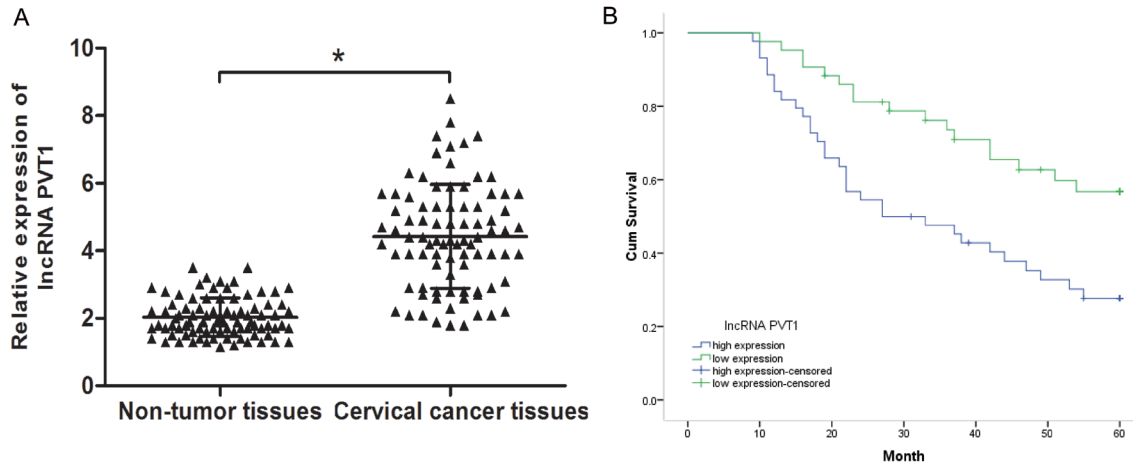 A
Relative expression of
lncRNA PVT1
10
8
6
4
2
0
*
Non-tumor tissues
Cervical cancer tissues
B
Cum Survival
1.0
0.8
0.6
0.4
0.2
0.0
lncRNA PVT1
high expression
low expression
high expression-censored
low expression-censored
0 10 20 30 40 50 60
Month